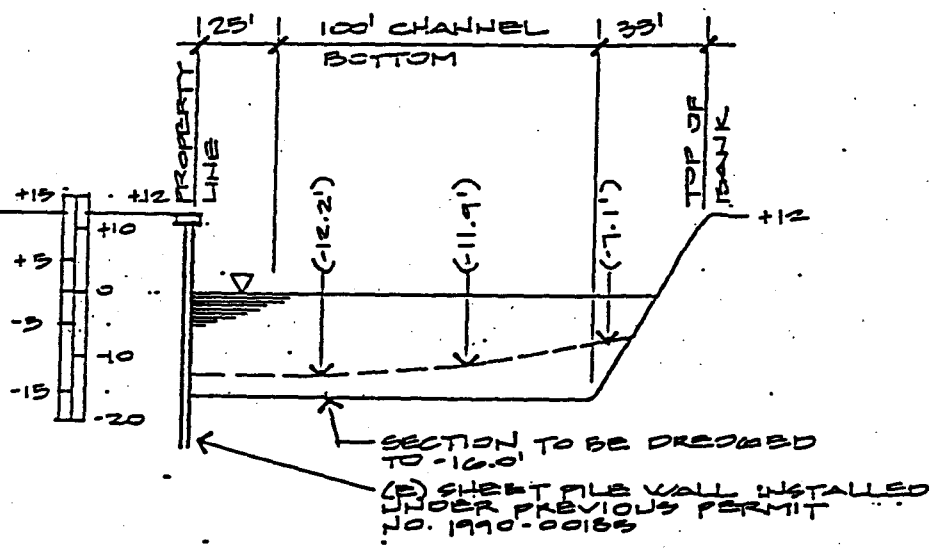 25'
100' CHANNEL
BOTTOM
35'
PROPERTY
LINE
TOP OF
BANK
+15
+12
+10
+5
0
-5
-10
-15
-20
(-12.2')
(-11.9')
(-7.1')
+12
SECTION TO BE DREDGED
TO -16.0'
(E) SHEET PILE WALL INSTALLED
UNDER PREVIOUS PERMIT
NO. 1990-00185